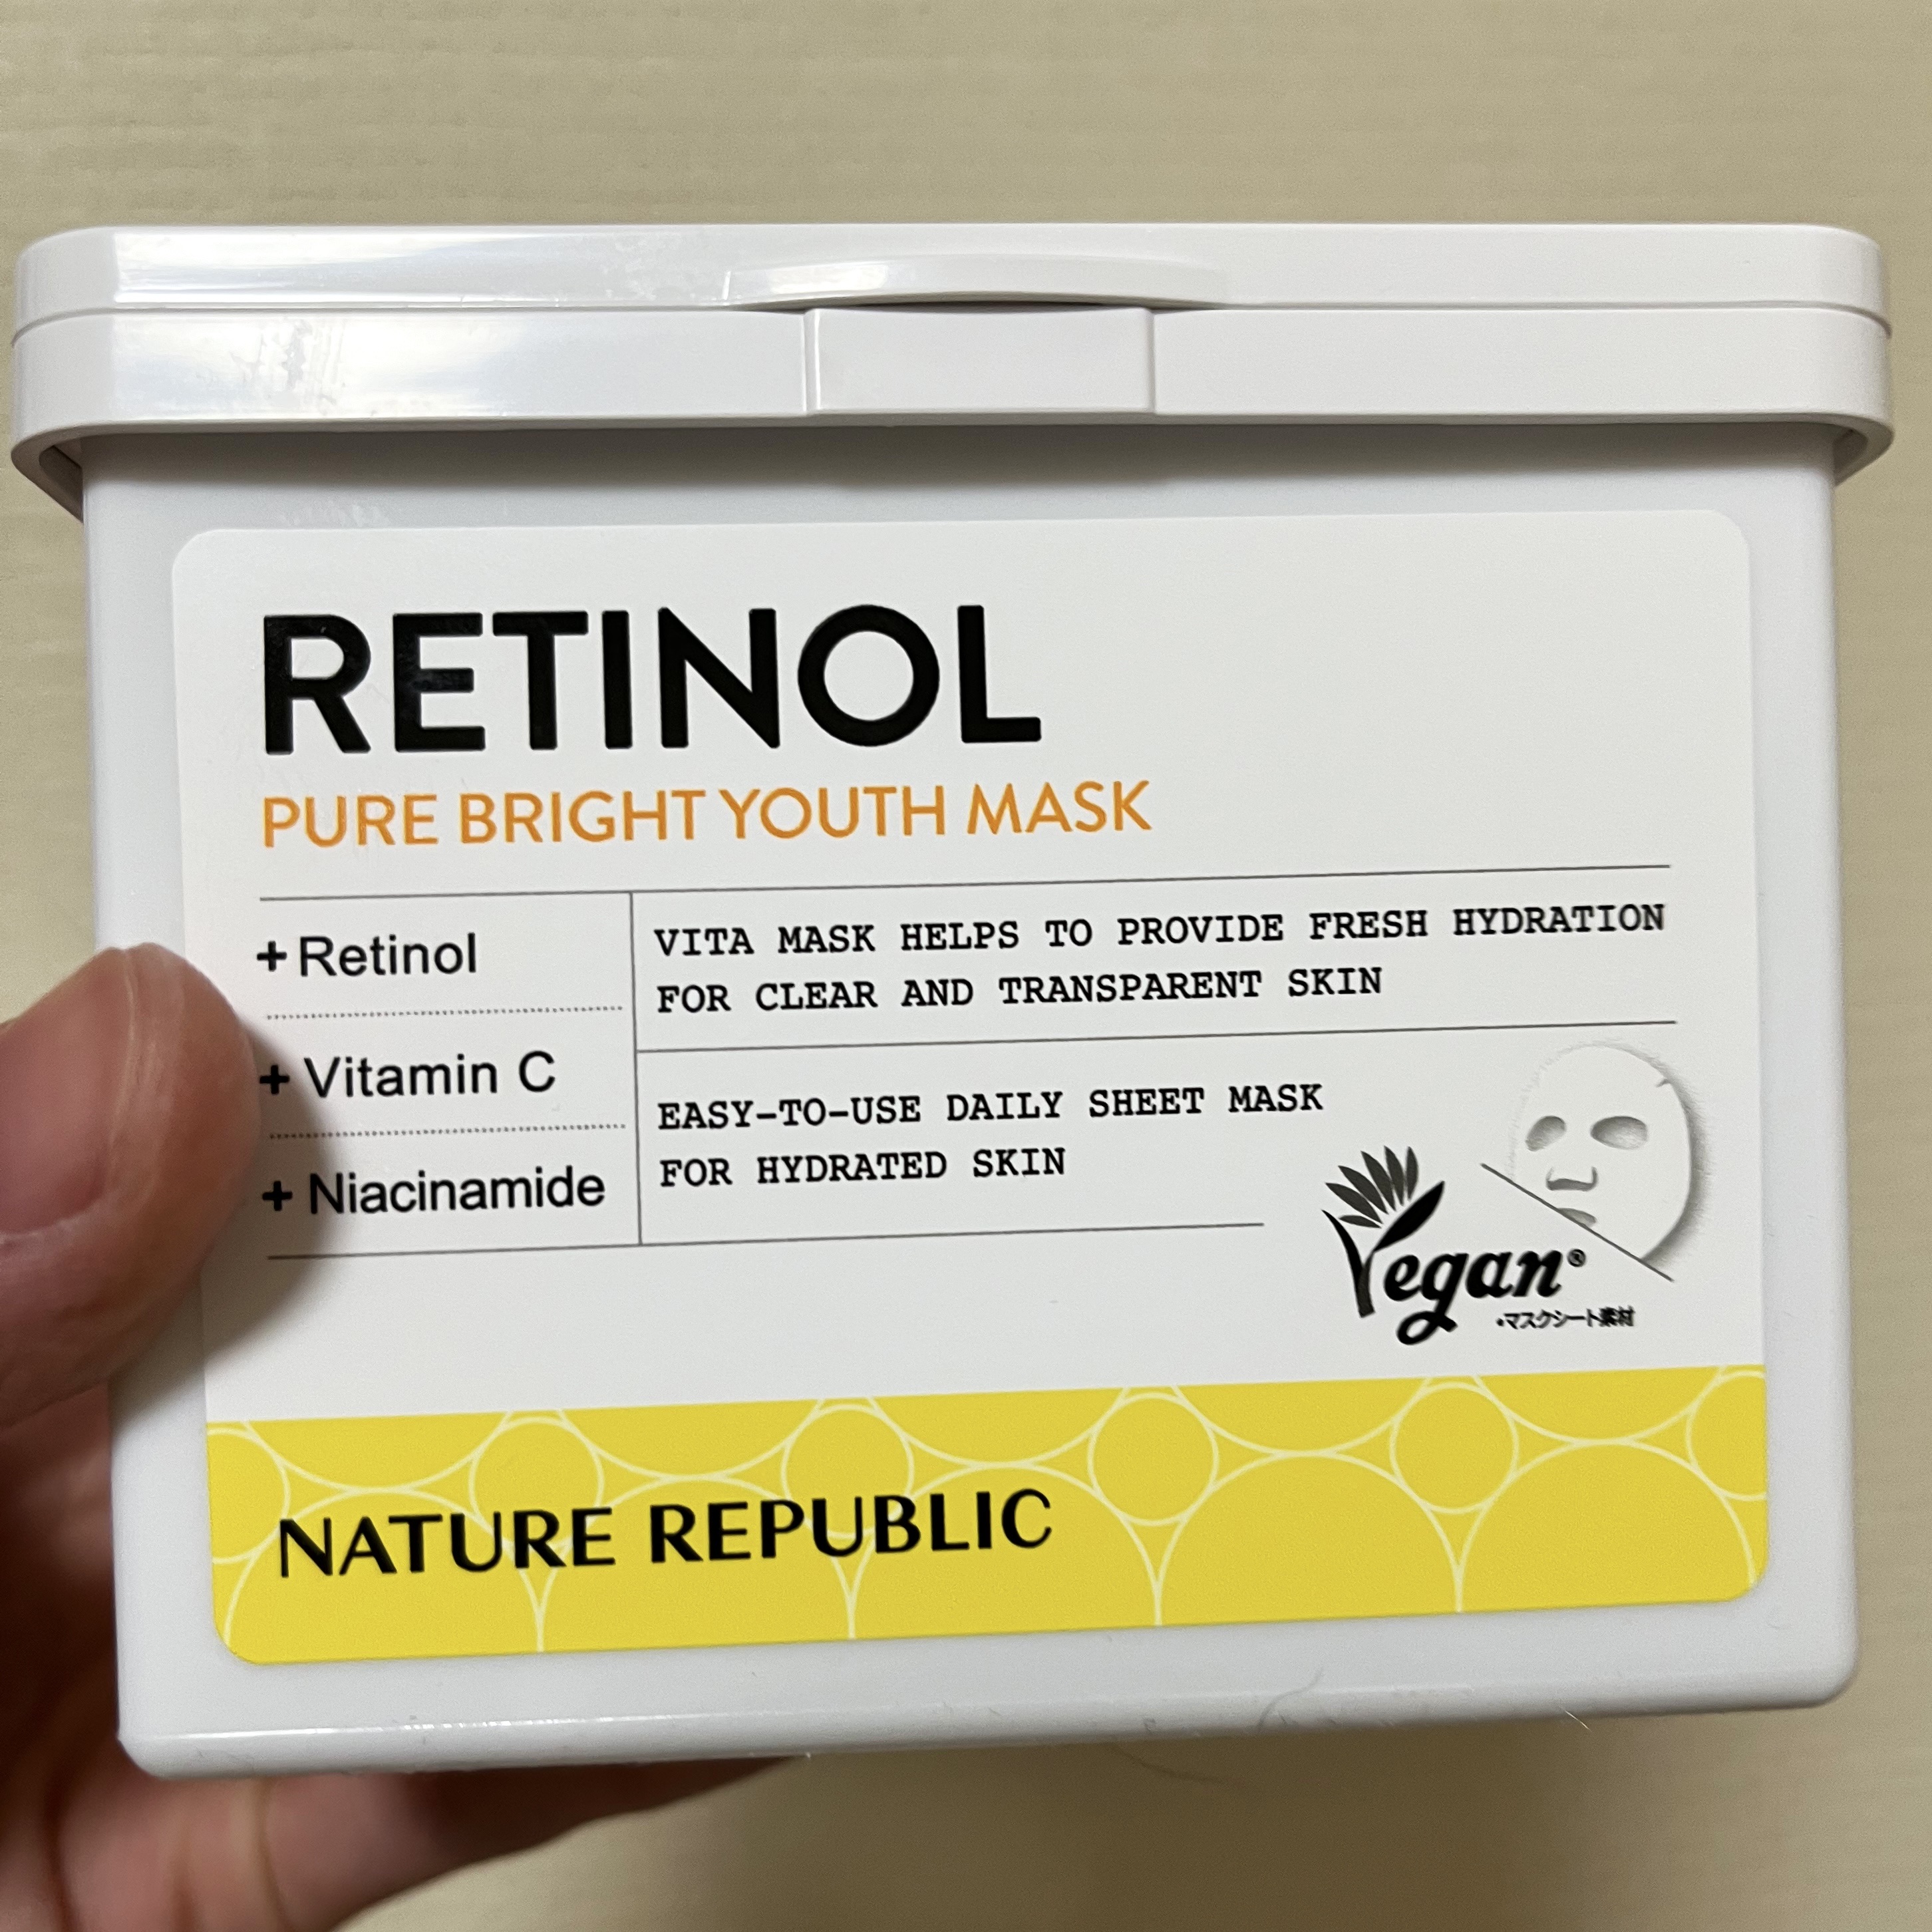 RETINOL
PURE BRIGHT YOUTH MASK
+ Retinol
+ Vitamin C
+ Niacinamide
VITA MASK HELPS TO PROVIDE FRESH HYDRATION
FOR CLEAR AND TRANSPARENT SKIN
EASY-TO-USE DAILY SHEET MASK
FOR HYDRATED SKIN
Vegan®
•マスクシート素材
NATURE REPUBLIC